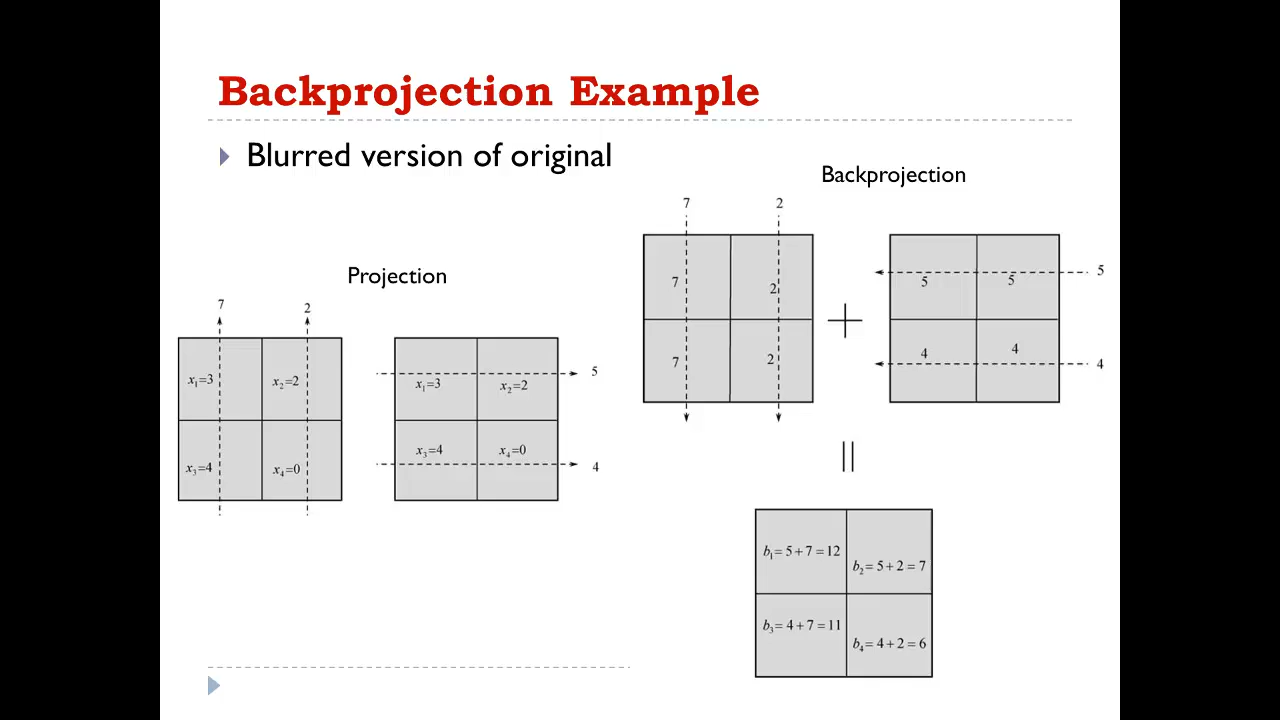 Backprojection Example
Blurred version of original
Projection
7 2
x₁=3 x₂=2
x₃=4 x₄=0
x₁=3 x₂=2 5
x₃=4 x₄=0 4
Backprojection
7 2
7 2
7 2
+
5 5 5
4 4 4
=
b₁= 5 + 7 = 12
b₂= 5 + 2 = 7
b₃= 4 + 7 = 11
b₄= 4 + 2 = 6